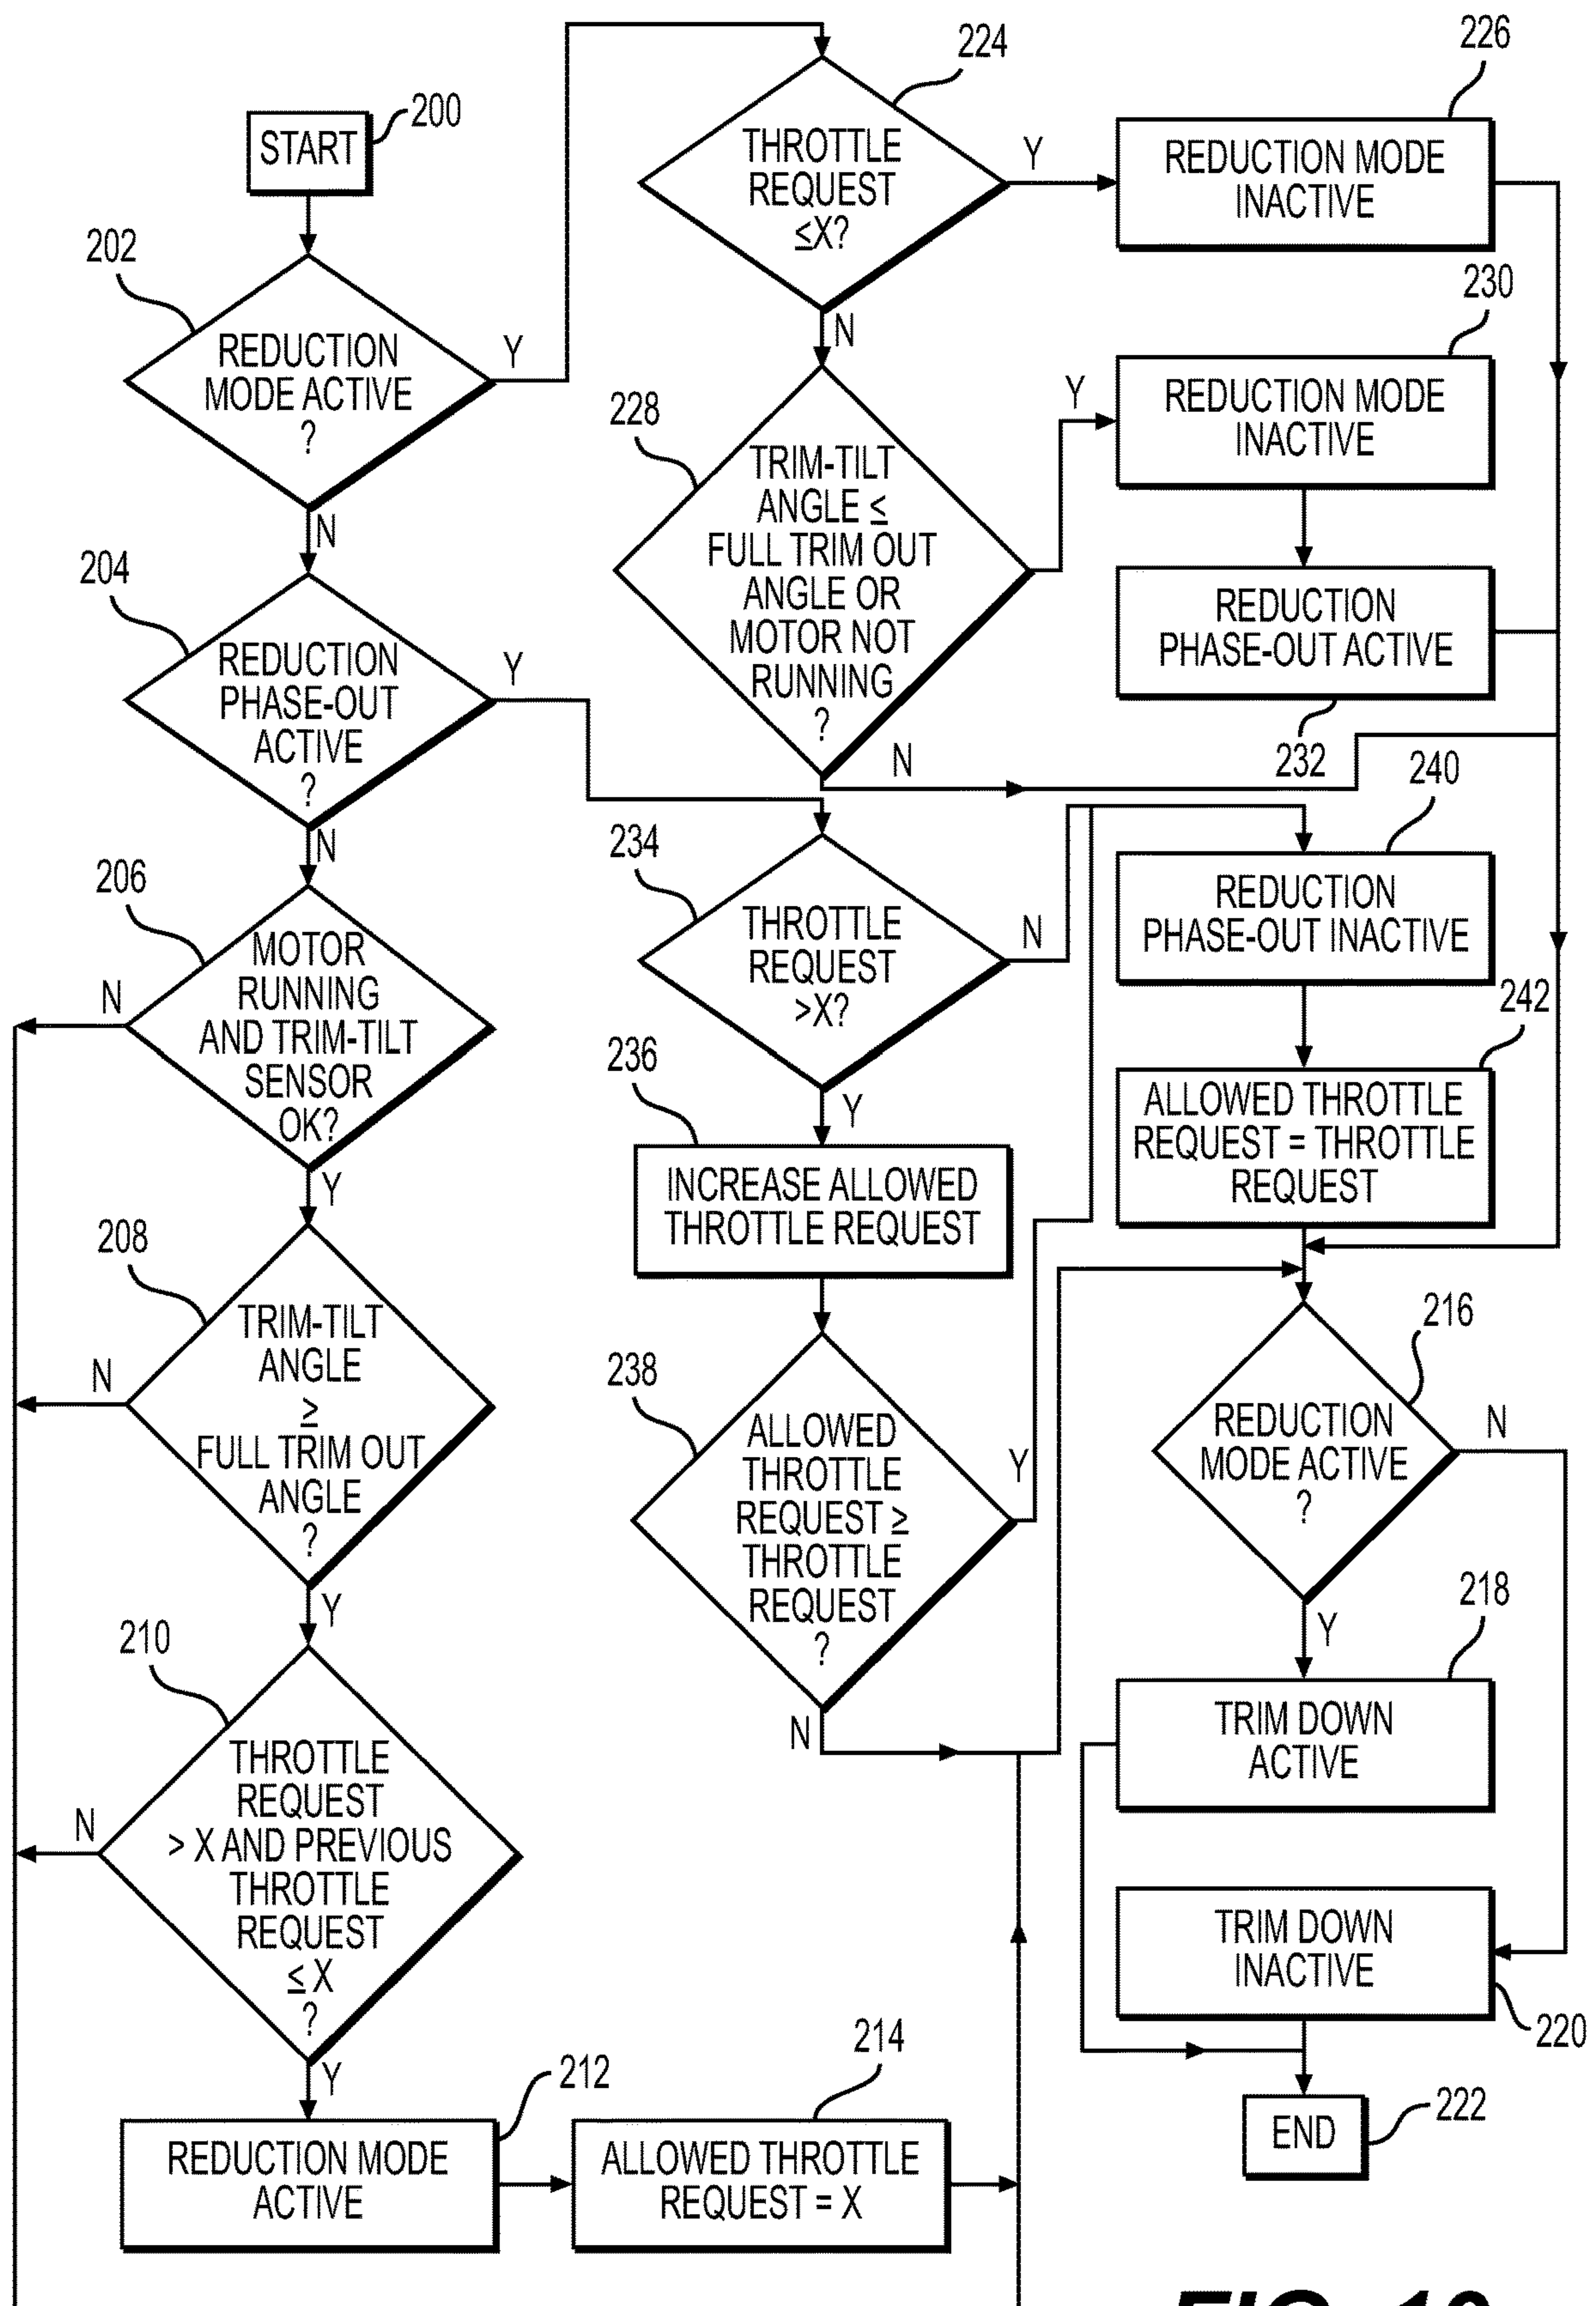 200
START
202
REDUCTION
MODE ACTIVE
?
Y
N
204
REDUCTION
PHASE-OUT
ACTIVE
?
Y
N
206
MOTOR
RUNNING
AND TRIM-TILT
SENSOR
OK?
N
Y
208
TRIM-TILT
ANGLE
≥
FULL TRIM OUT
ANGLE
?
N
Y
210
THROTTLE
REQUEST
> X AND PREVIOUS
THROTTLE
REQUEST
≤ X
?
N
Y
212
REDUCTION MODE
ACTIVE
214
ALLOWED THROTTLE
REQUEST = X
224
THROTTLE
REQUEST
≤X?
Y
N
226
REDUCTION MODE
INACTIVE
228
TRIM-TILT
ANGLE ≤
FULL TRIM OUT
ANGLE OR
MOTOR NOT
RUNNING
?
Y
N
230
REDUCTION MODE
INACTIVE
REDUCTION
PHASE-OUT ACTIVE
232
234
THROTTLE
REQUEST
>X?
N
Y
236
INCREASE ALLOWED
THROTTLE REQUEST
238
ALLOWED
THROTTLE
REQUEST ≥
THROTTLE
REQUEST
?
Y
N
240
REDUCTION
PHASE-OUT INACTIVE
242
ALLOWED THROTTLE
REQUEST = THROTTLE
REQUEST
216
REDUCTION
MODE ACTIVE
?
N
Y
218
TRIM DOWN
ACTIVE
TRIM DOWN
INACTIVE
220
END
222